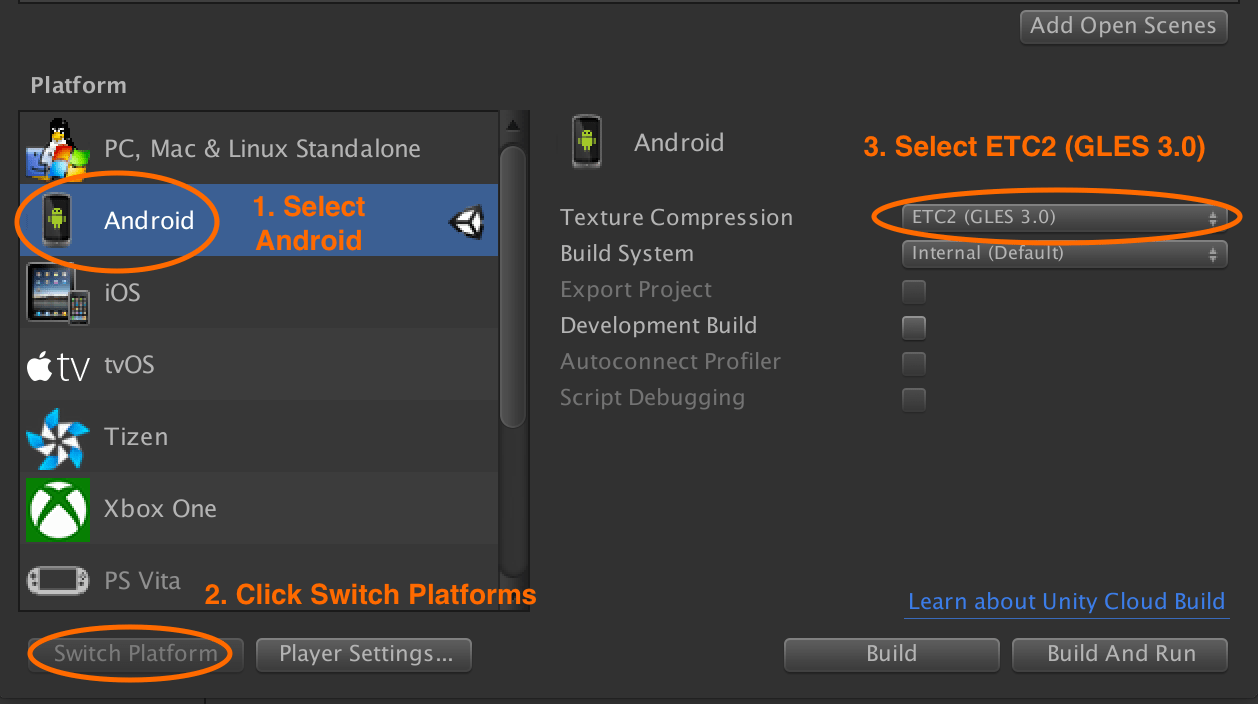 Add Open Scenes
Platform
PC, Mac & Linux Standalone
Android
1. Select
Android
iOS
tv
tvOS
Tizen
Xbox One
PS Vita
2. Click Switch Platforms
Switch Platform
Player Settings...
Android
3. Select ETC2 (GLES 3.0)
Texture Compression
ETC2 (GLES 3.0)
Build System
Internal (Default)
Export Project
Development Build
Autoconnect Profiler
Script Debugging
Learn about Unity Cloud Build
Build
Build And Run